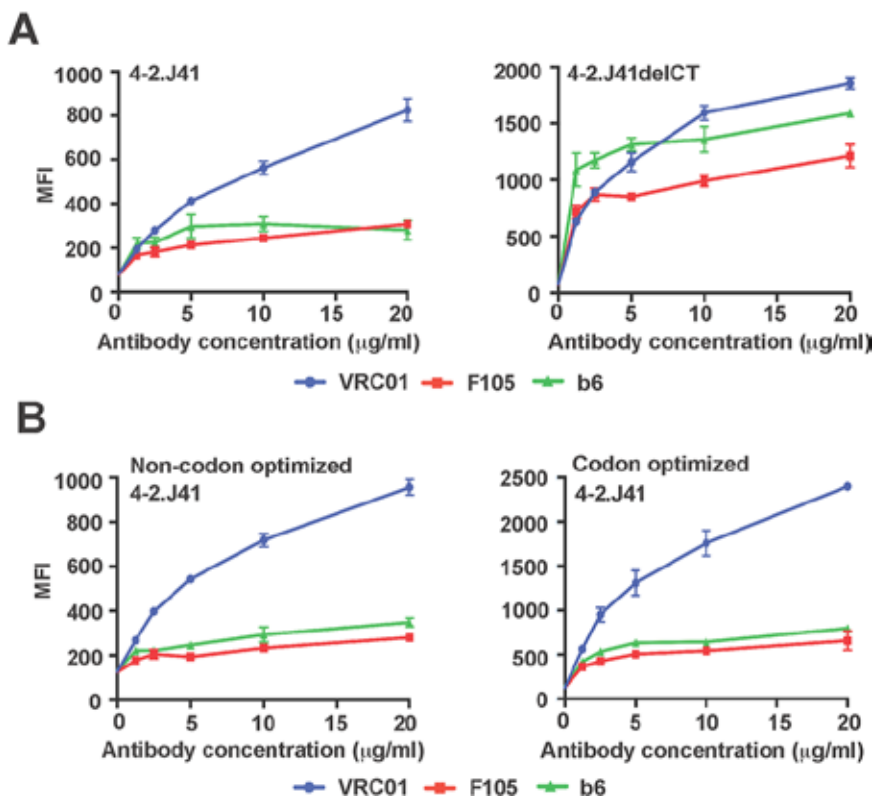 A
4-2.J41
4-2.J41delCT
1000
800
600
400
200
0
MFI
0 5 10 15 20
Antibody concentration (μg/ml)
2000
1500
1000
500
0
0 5 10 15 20
Antibody concentration (μg/ml)
VRC01 F105 b6
B
Non-codon optimized
4-2.J41
Codon optimized
4-2.J41
1000
800
600
400
200
0
MFI
0 5 10 15 20
Antibody concentration (μg/ml)
2500
2000
1500
1000
500
0
0 5 10 15 20
Antibody concentration (μg/ml)
VRC01 F105 b6